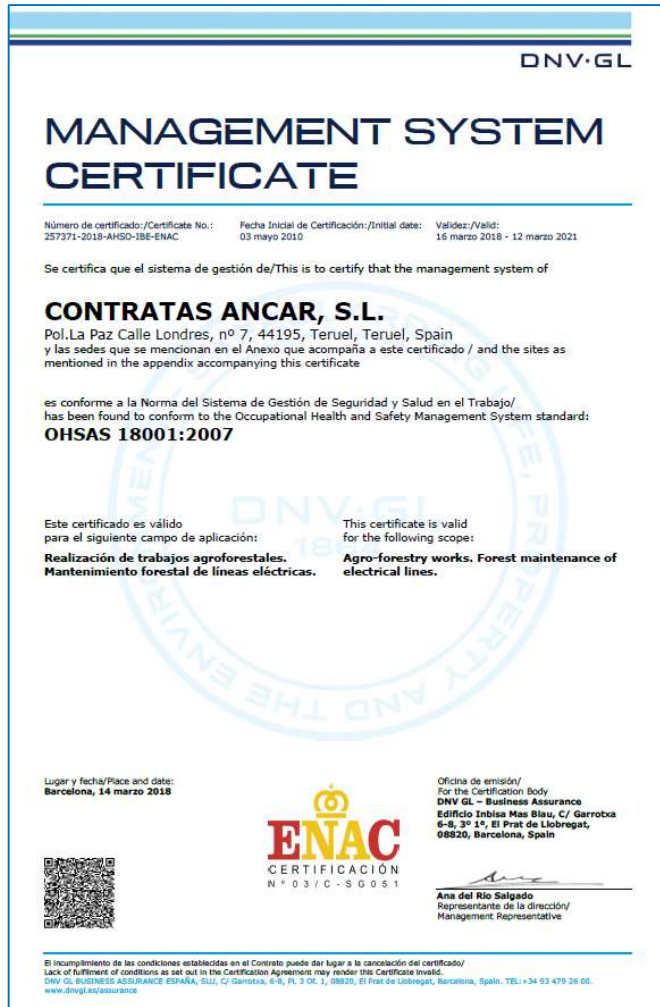 DNV·GL
MANAGEMENT SYSTEM
CERTIFICATE
Número de certificado:/Certificate No.:
257371-2018-AHSO-IBE-ENAC
Fecha Inicial de Certificación:/Initial date:
03 mayo 2010
Validez:/Valid:
16 marzo 2018 - 12 marzo 2021
Se certifica que el sistema de gestión de/This is to certify that the management system of
CONTRATAS ANCAR, S.L.
Pol.La Paz Calle Londres, nº 7, 44195, Teruel, Teruel, Spain
y las sedes que se mencionan en el Anexo que acompaña a este certificado / and the sites as
mentioned in the appendix accompanying this certificate
es conforme a la Norma del Sistema de Gestión de Seguridad y Salud en el Trabajo/
has been found to conform to the Occupational Health and Safety Management System standard:
OHSAS 18001:2007
Este certificado es válido
para el siguiente campo de aplicación:
Realización de trabajos agroforestales.
Mantenimiento forestal de líneas eléctricas.
This certificate is valid
for the following scope:
Agro-forestry works. Forest maintenance of
electrical lines.
DNV·GL
1864
Lugar y fecha/Place and date:
Barcelona, 14 marzo 2018
ENAC
CERTIFICACIÓN
Nº 03/C-SG051
Oficina de emisión/
For the Certification Body
DNV GL – Business Assurance
Edificio Inbisa Mas Blau, C/ Garrotxa
6-8, 3º 1ª, El Prat de Llobregat,
08820, Barcelona, Spain
Ana del Rio Salgado
Representante de la dirección/
Management Representative
El incumplimiento de las condiciones establecidas en el Contrato puede dar lugar a la cancelación del certificado/
Lack of fulfilment of conditions as set out in the Certification Agreement may render this Certificate invalid.
DNV GL BUSINESS ASSURANCE ESPAÑA, SLU, C/ Garrotxa, 6-8, Pl. 3 Of. 1, 08820, El Prat de Llobregat, Barcelona, Spain. TEL:+34 93 479 26 00.
www.dnvgl.es/assurance